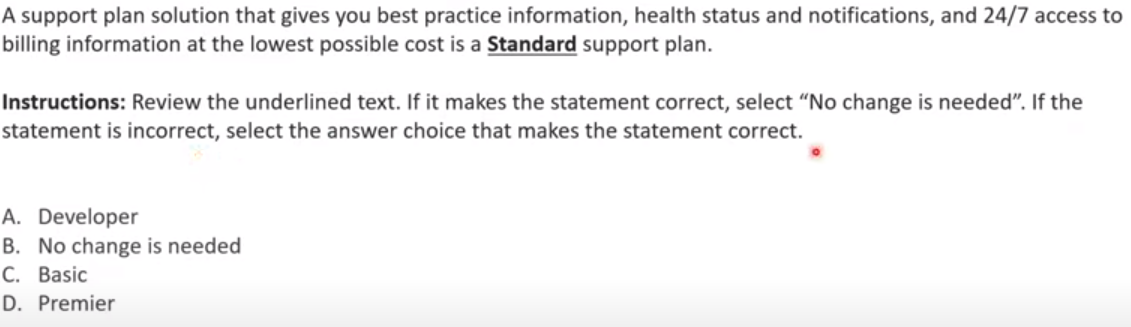 A support plan solution that gives you best practice information, health status and notifications, and 24/7 access to
billing information at the lowest possible cost is a Standard support plan.
Instructions: Review the underlined text. If it makes the statement correct, select “No change is needed”. If the
statement is incorrect, select the answer choice that makes the statement correct.
A. Developer
B. No change is needed
C. Basic
D. Premier